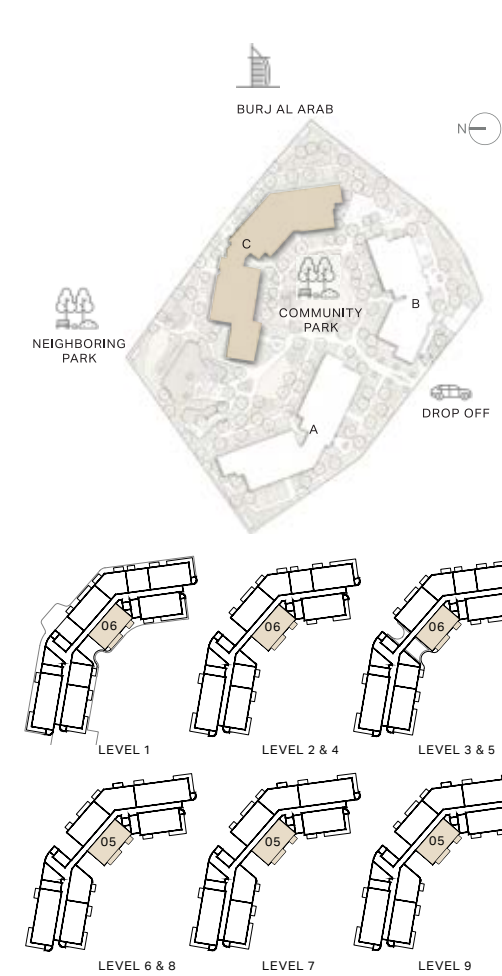 BURJ AL ARAB
N
C
B
COMMUNITY
PARK
NEIGHBORING
PARK
DROP OFF
A
06
06
06
LEVEL 1
LEVEL 2 & 4
LEVEL 3 & 5
05
05
05
LEVEL 6 & 8
LEVEL 7
LEVEL 9